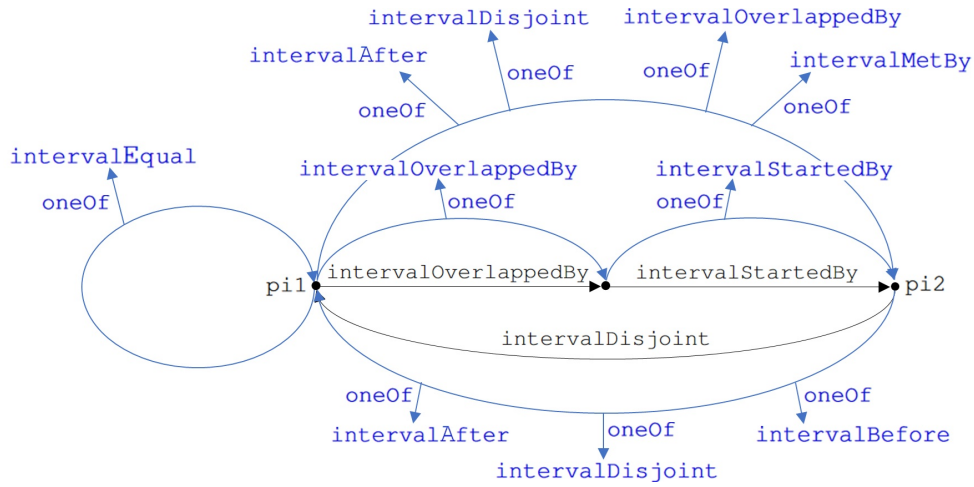 intervalDisjoint
intervalOverlappedBy
intervalAfter
oneOf
oneOf
intervalMetBy
oneOf
oneOf
intervalEqual
oneOf
intervalOverlappedBy
oneOf
intervalStartedBy
oneOf
pi1
intervalOverlappedBy
intervalStartedBy
pi2
intervalDisjoint
oneOf
intervalAfter
oneOf
intervalDisjoint
oneOf
intervalBefore